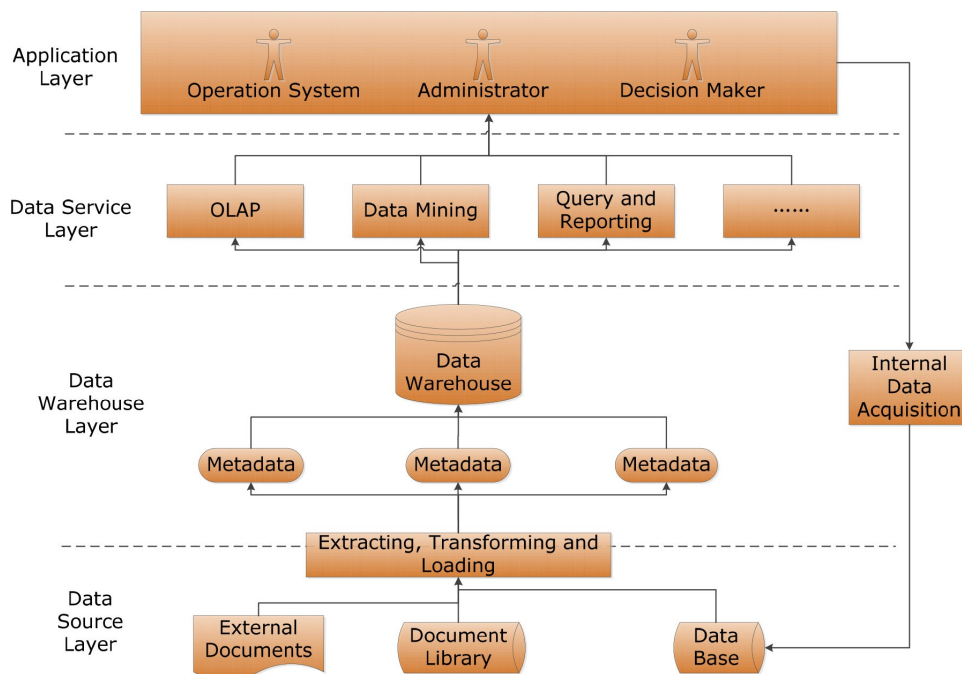 Application
Layer
Operation System
Administrator
Decision Maker
Data Service
Layer
OLAP
Data Mining
Query and
Reporting
......
Data
Warehouse
Layer
Data
Warehouse
Internal
Data
Acquisition
Metadata
Metadata
Metadata
Extracting, Transforming and
Loading
Data
Source
Layer
External
Documents
Document
Library
Data
Base